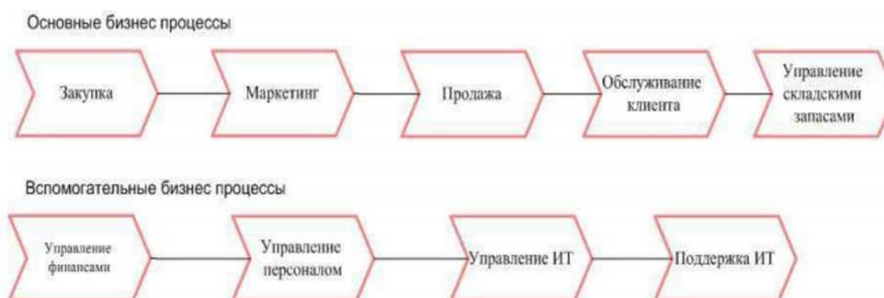 Основные бизнес процессы
Закупка
Маркетинг
Продажа
Обслуживание
клиента
Управление
складскими
запасами
Вспомогательные бизнес процессы
Управление
финансами
Управление
персоналом
Управление ИТ
Поддержка ИТ